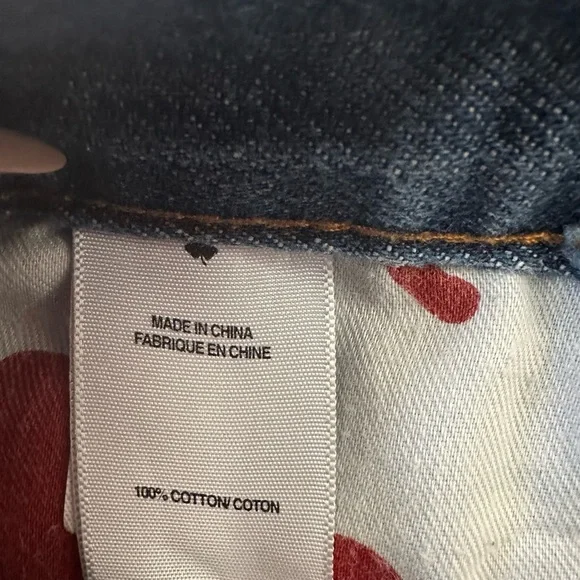 MADE IN CHINA
FABRIQUE EN CHINE
100% COTTON/ COTON